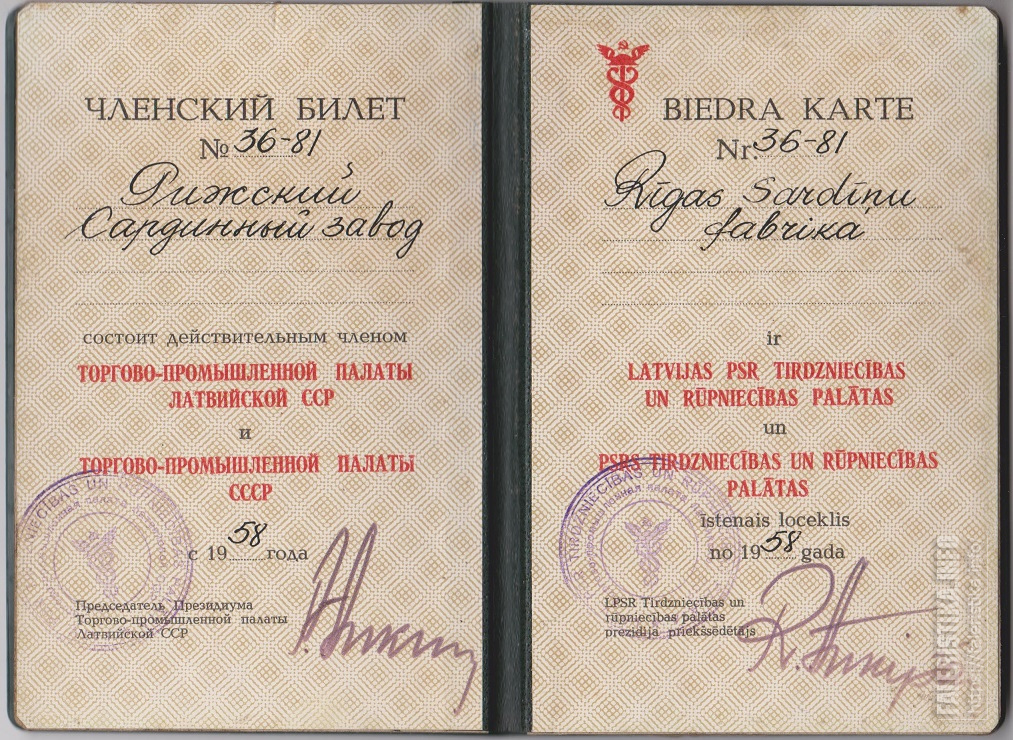 ЧЛЕНСКИЙ БИЛЕТ
№ 36-81
Рижский
Сардинный завод
состоит действительным членом
ТОРГОВО-ПРОМЫШЛЕННОЙ ПАЛАТЫ
ЛАТВИЙСКОЙ ССР
и
ТОРГОВО-ПРОМЫШЛЕННОЙ ПАЛАТЫ
СССР
с 1958 года
Председатель Президиума
Торгово-промышленной палаты
Латвийской ССР
BIEDRA KARTE
Nr. 36-81
Rīgas Sardīņu
fabrika
ir
LATVIJAS PSR TIRDZNIECĪBAS
UN RŪPNIECĪBAS PALĀTAS
un
PSRS TIRDZNIECĪBAS UN RŪPNIECĪBAS
PALĀTAS
īstenais loceklis
no 1958 gada
LPSR Tirdzniecības un
rūpniecības palātas
prezidija priekšsēdētājs
FALERISTIKA.INFO